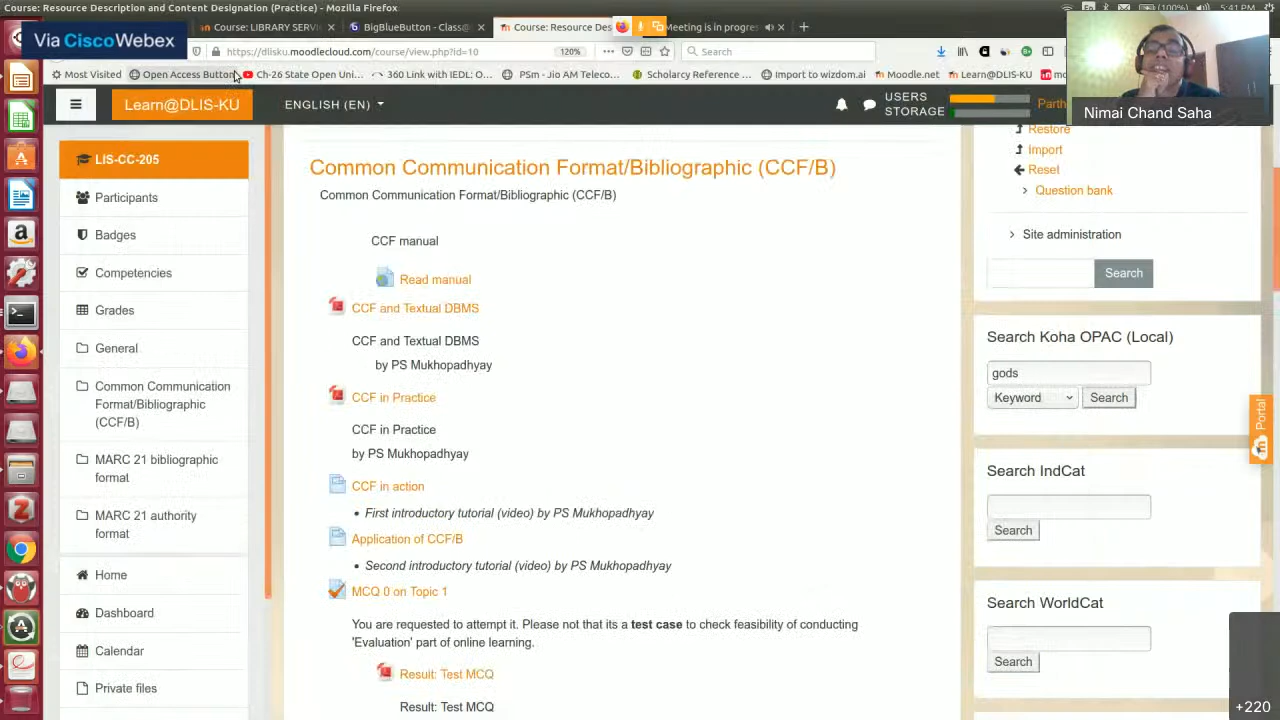 Course: Resource Description and Content Designation (Practice) - Mozilla Firefox
Via CiscoWebex
Course: LIBRARY SERVI
BigBlueButton - Class@
Course: Resource Des
Meeting is in progres
https://dlisku.moodlecloud.com/course/view.php?id=10
120%
Search
Most Visited
Open Access Button
Ch-26 State Open Uni...
360 Link with IEDL: O...
PSm - Jio AM Teleco...
Scholarcy Reference ...
Import to wizdom.ai
Moodle.net
Learn@DLIS-KU
Nimai Chand Saha
Learn@DLIS-KU
ENGLISH (EN)
USERS
STORAGE
Parth
LIS-CC-205
Participants
Badges
Competencies
Grades
General
Common Communication
Format/Bibliographic
(CCF/B)
MARC 21 bibliographic
format
MARC 21 authority
format
Home
Dashboard
Calendar
Private files
Common Communication Format/Bibliographic (CCF/B)
Common Communication Format/Bibliographic (CCF/B)
CCF manual
Read manual
CCF and Textual DBMS
CCF and Textual DBMS
by PS Mukhopadhyay
CCF in Practice
CCF in Practice
by PS Mukhopadhyay
CCF in action
• First introductory tutorial (video) by PS Mukhopadhyay
Application of CCF/B
• Second introductory tutorial (video) by PS Mukhopadhyay
MCQ 0 on Topic 1
You are requested to attempt it. Please not that its a test case to check feasibility of conducting
'Evaluation' part of online learning.
Result: Test MCQ
Result: Test MCQ
Restore
Import
Reset
Question bank
Site administration
Search
Search Koha OPAC (Local)
gods
Keyword
Search
Search IndCat
Search
Search WorldCat
Search
Portal
+220